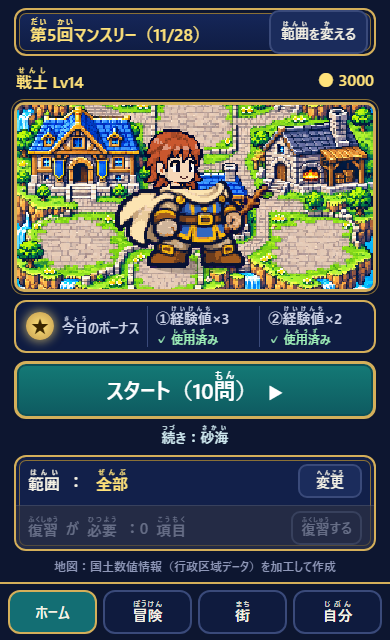 第5回マンスリー（11/28）
範囲を変える
戦士 Lv14
3000
今日のボーナス
①経験値×3
✓ 使用済み
②経験値×2
✓ 使用済み
スタート（10問） ▶
続き：砂海
範囲 ： 全部
変更
復習 が 必要 ：0 項目
復習する
地図：国土数値情報（行政区域データ）を加工して作成
ホーム
冒険
街
自分